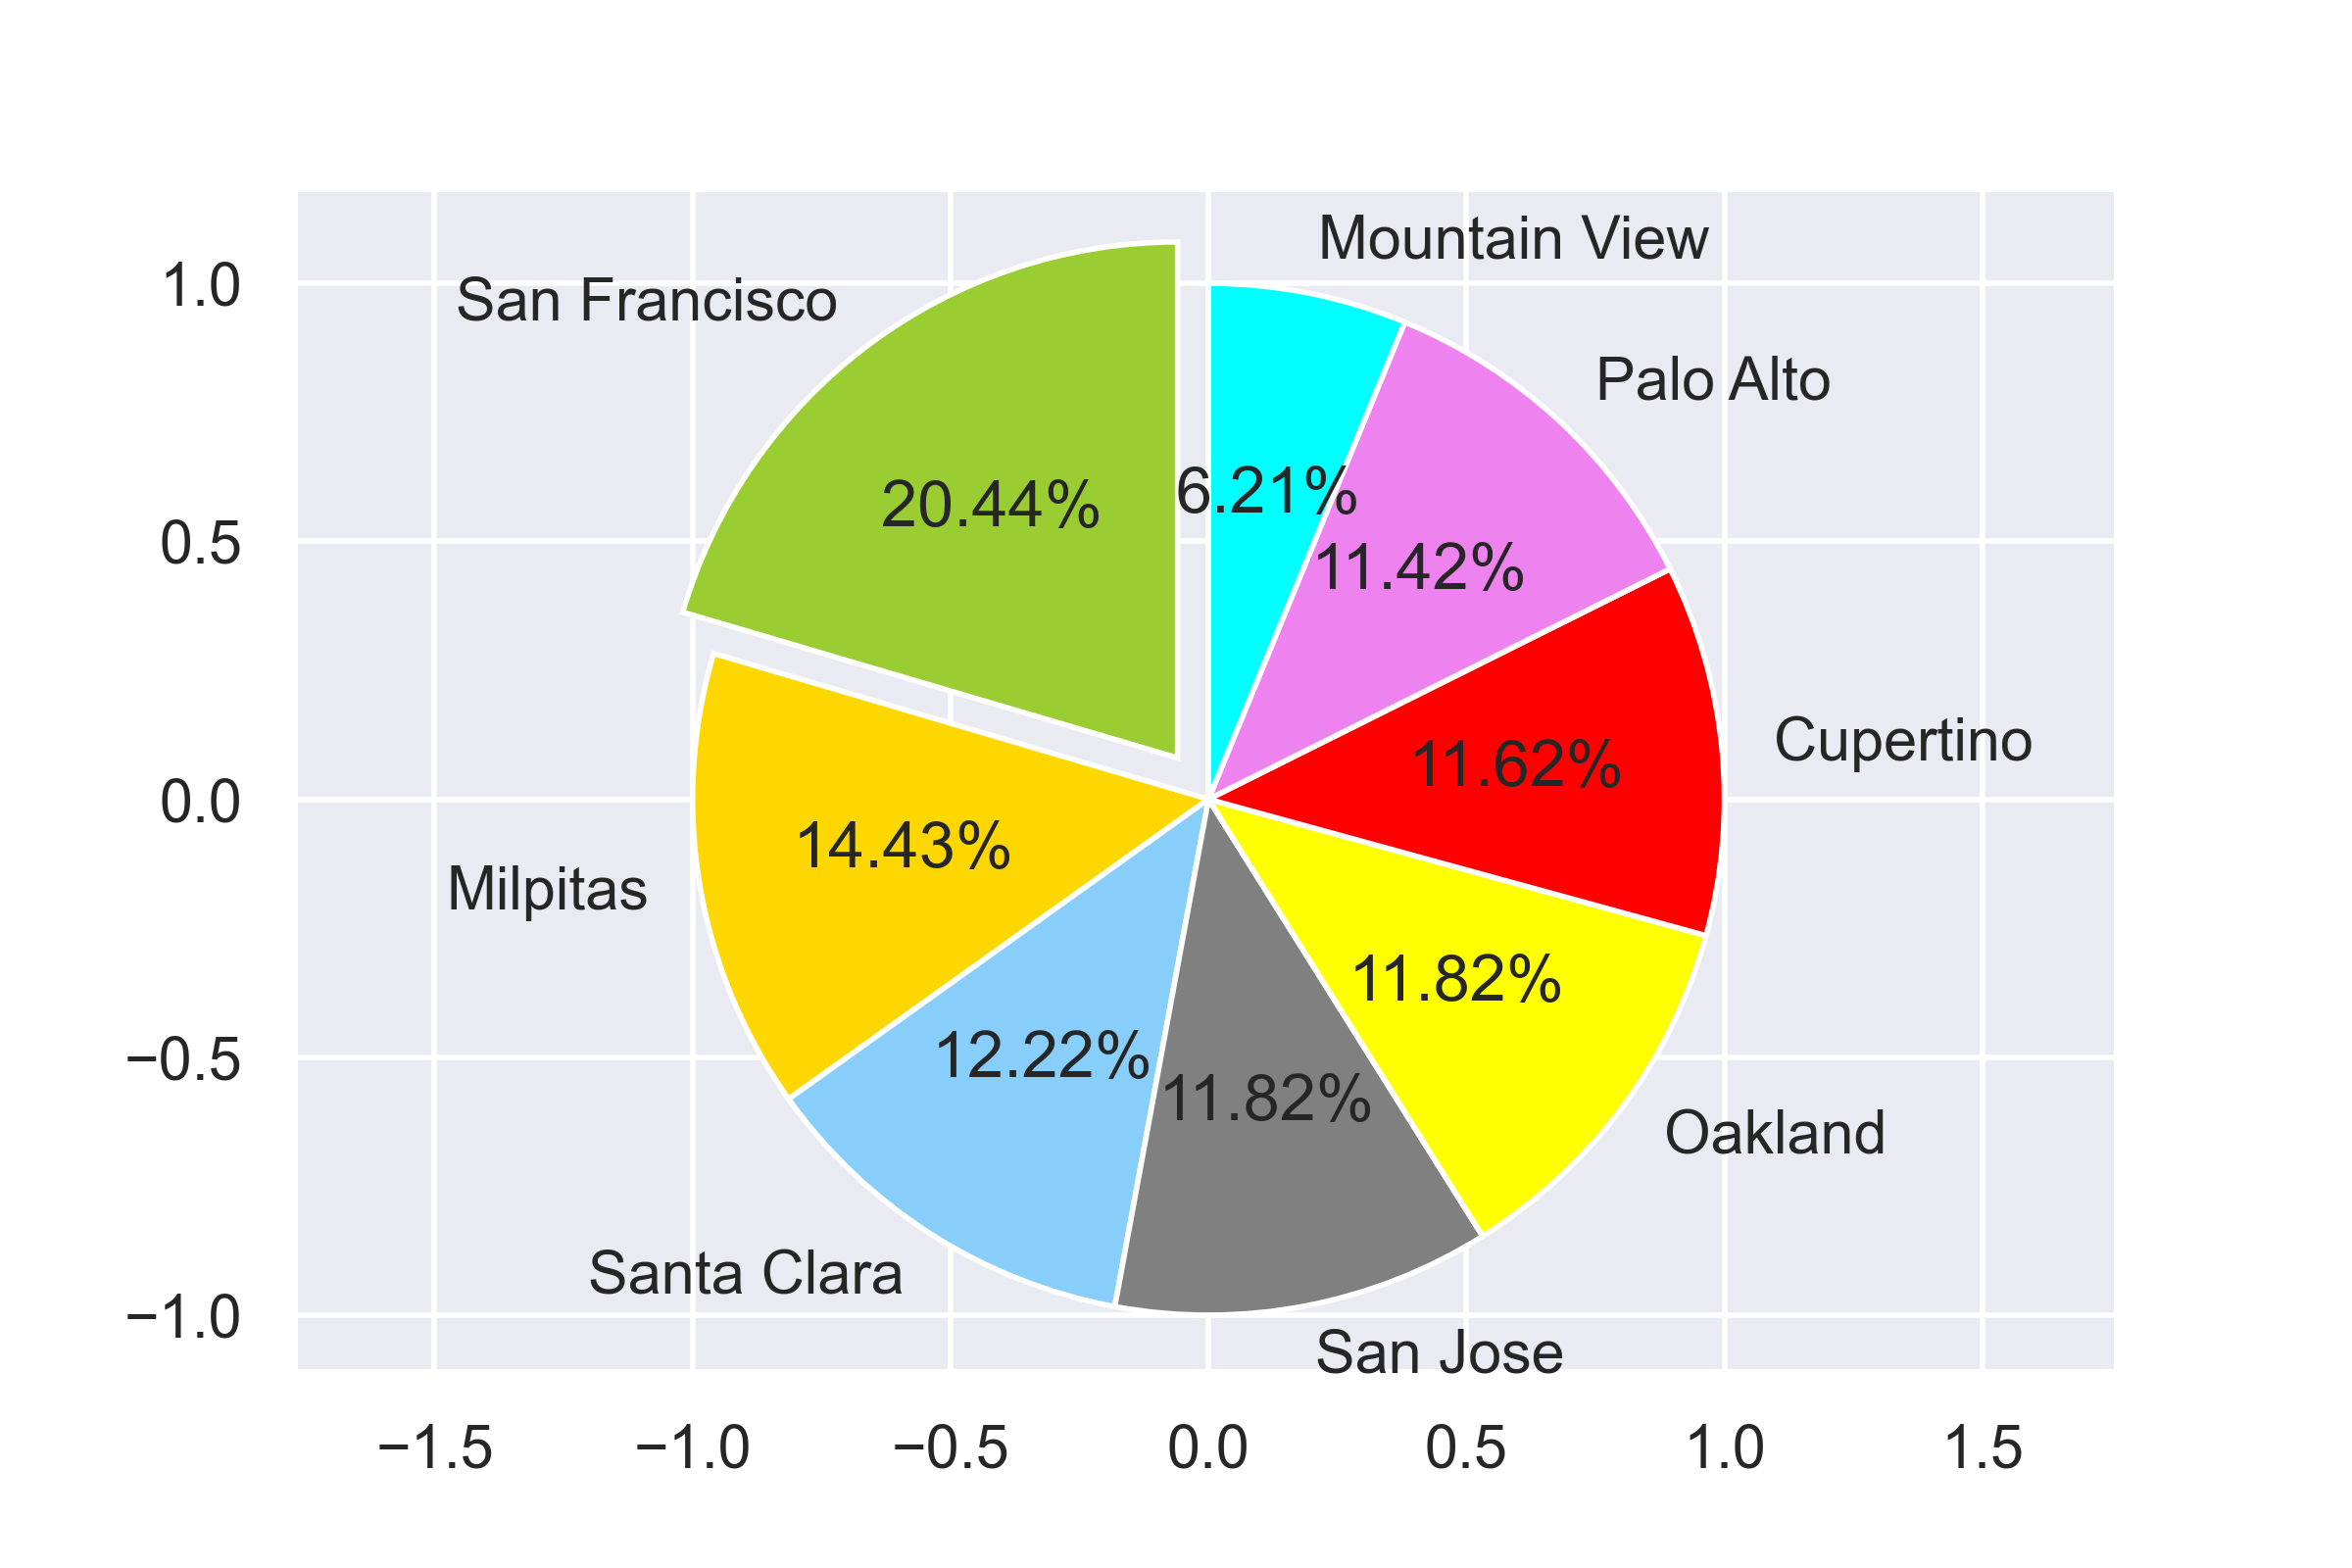 Mountain View
1.0
San Francisco
Palo Alto
6.21%
20.44%
0.5
11.42%
Cupertino
11.62%
0.0
14.43%
Milpitas
11.82%
−0.5
12.22%
11.82%
Oakland
Santa Clara
−1.0
San Jose
−1.5 −1.0 −0.5 0.0 0.5 1.0 1.5